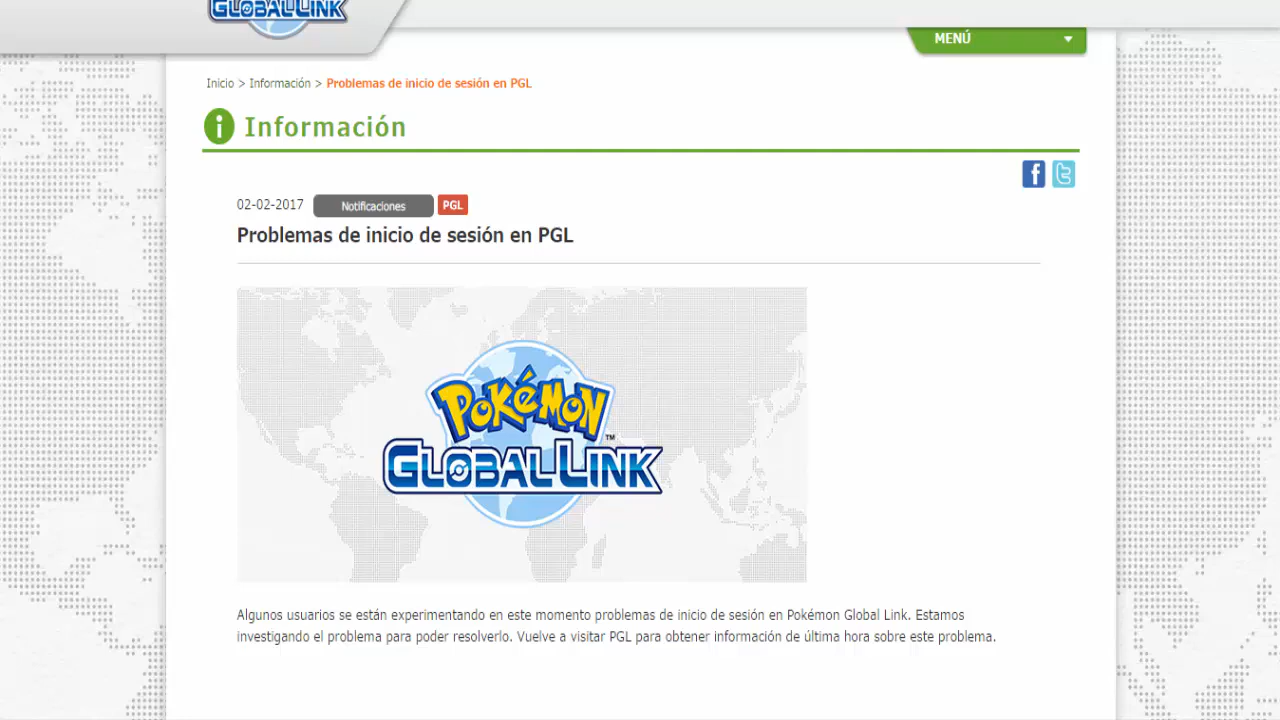 GLOBAL LINK
MENÚ
Inicio > Información > Problemas de inicio de sesión en PGL
Información
02-02-2017 Notificaciones PGL
Problemas de inicio de sesión en PGL
POKéMON
GLOBAL LINK™
Algunos usuarios se están experimentando en este momento problemas de inicio de sesión en Pokémon Global Link. Estamos
investigando el problema para poder resolverlo. Vuelve a visitar PGL para obtener información de última hora sobre este problema.